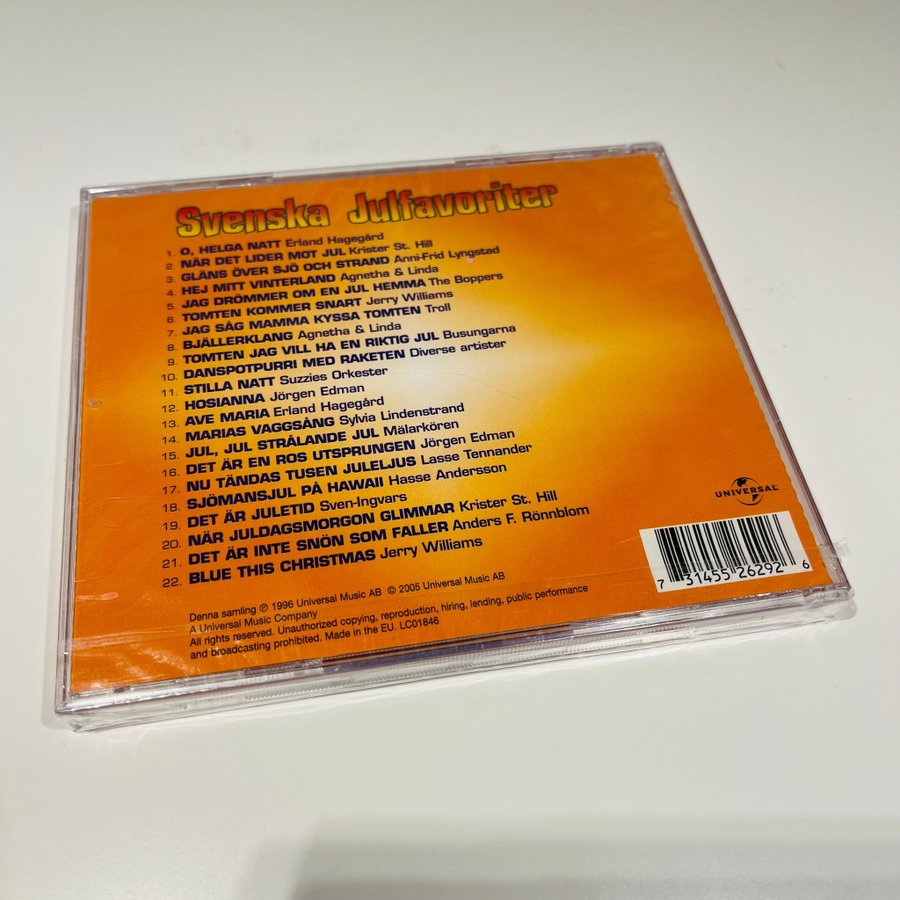 Svenska Julfavoriter
1. O, HELGA NATT Erland Hagegård
2. NÄR DET LIDER MOT JUL Krister St. Hill
3. GLÄNS ÖVER SJÖ OCH STRAND Anni-Frid Lyngstad
4. HEJ MITT VINTERLAND Agnetha & Linda
5. JAG DRÖMMER OM EN JUL HEMMA The Boppers
6. TOMTEN KOMMER SNART Jerry Williams
7. JAG SÅG MAMMA KYSSA TOMTEN Troll
8. BJÄLLERKLANG Agnetha & Linda
9. TOMTEN JAG VILL HA EN RIKTIG JUL Busungarna
10. DANSPOTPURRI MED RAKETEN Diverse artister
11. STILLA NATT Suzzies Orkester
12. HOSIANNA Jörgen Edman
13. AVE MARIA Erland Hagegård
14. MARIAS VAGGSÅNG Sylvia Lindenstrand
15. JUL, JUL STRÅLANDE JUL Mälarkören
16. DET ÄR EN ROS UTSPRUNGEN Jörgen Edman
17. NU TÄNDAS TUSEN JULELJUS Lasse Tennander
18. SJÖMANSJUL PÅ HAWAII Hasse Andersson
19. DET ÄR JULETID Sven-Ingvars
20. NÄR JULDAGSMORGON GLIMMAR Krister St. Hill
21. DET ÄR INTE SNÖN SOM FALLER Anders F. Rönnblom
22. BLUE THIS CHRISTMAS Jerry Williams
UNIVERSAL
7 31455 26292 6
Denna samling ℗ 1996 Universal Music AB © 2005 Universal Music AB
A Universal Music Company
All rights reserved. Unauthorized copying, reproduction, hiring, lending, public performance
and broadcasting prohibited. Made in the EU. LC01846